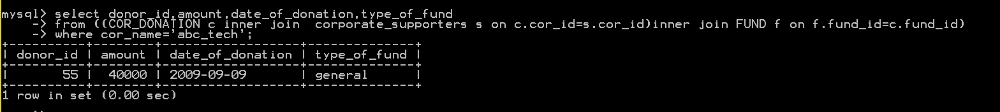 mysql> select donor_id,amount,date_of_donation,type_of_fund
    -> from ((COR_DONATION c inner join  corporate_supporters s on c.cor_id=s.cor_id)inner join FUND f on f.fund_id=c.fund_id)
    -> where cor_name='abc_tech';
+----------+--------+------------------+--------------+
| donor_id | amount | date_of_donation | type_of_fund |
+----------+--------+------------------+--------------+
|       55 |  40000 | 2009-09-09       | general      |
+----------+--------+------------------+--------------+
1 row in set (0.00 sec)